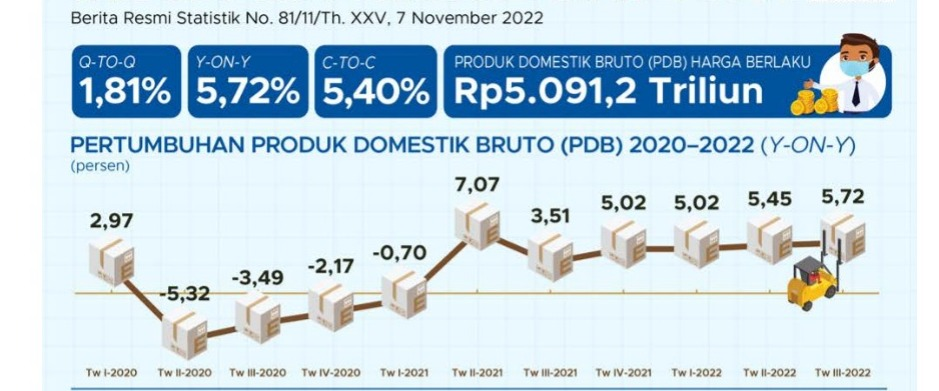 Berita Resmi Statistik No. 81/11/Th. XXV, 7 November 2022
Q-TO-Q
1,81%
Y-ON-Y
5,72%
C-TO-C
5,40%
PRODUK DOMESTIK BRUTO (PDB) HARGA BERLAKU
Rp5.091,2 Triliun
PERTUMBUHAN PRODUK DOMESTIK BRUTO (PDB) 2020–2022 (Y-ON-Y)
(persen)
2,97
-5,32
-3,49
-2,17
-0,70
7,07
3,51
5,02
5,02
5,45
5,72
Tw I-2020
Tw II-2020
Tw III-2020
Tw IV-2020
Tw I-2021
Tw II-2021
Tw III-2021
Tw IV-2021
Tw I-2022
Tw II-2022
Tw III-2022